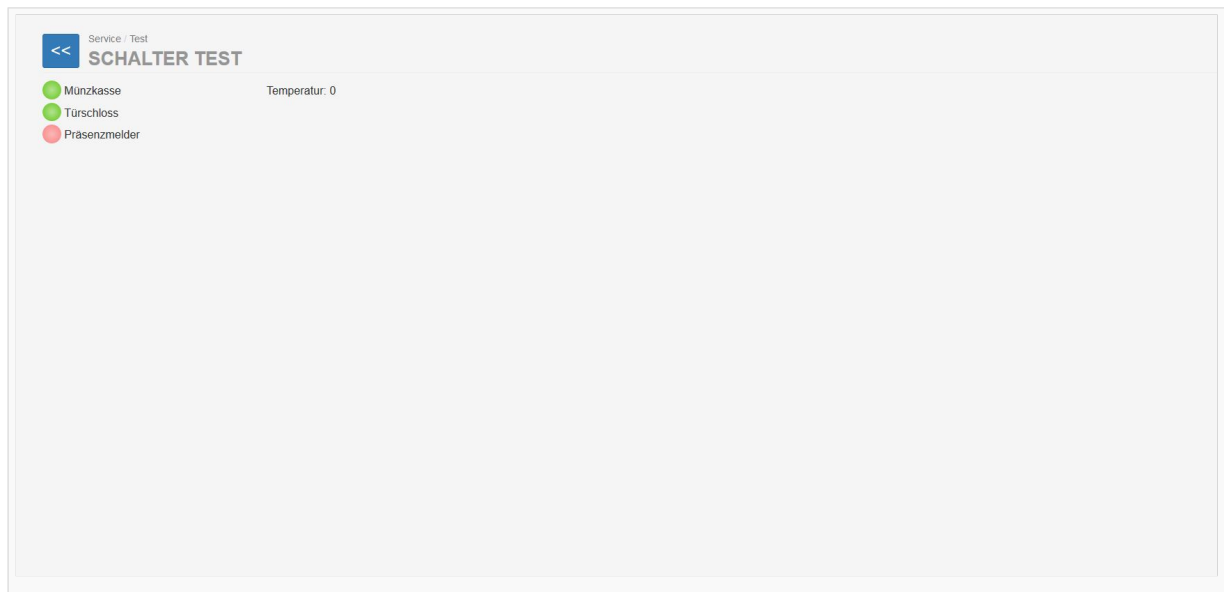 <<
Service / Test
SCHALTER TEST
Münzkasse
Temperatur: 0
Türschloss
Präsenzmelder